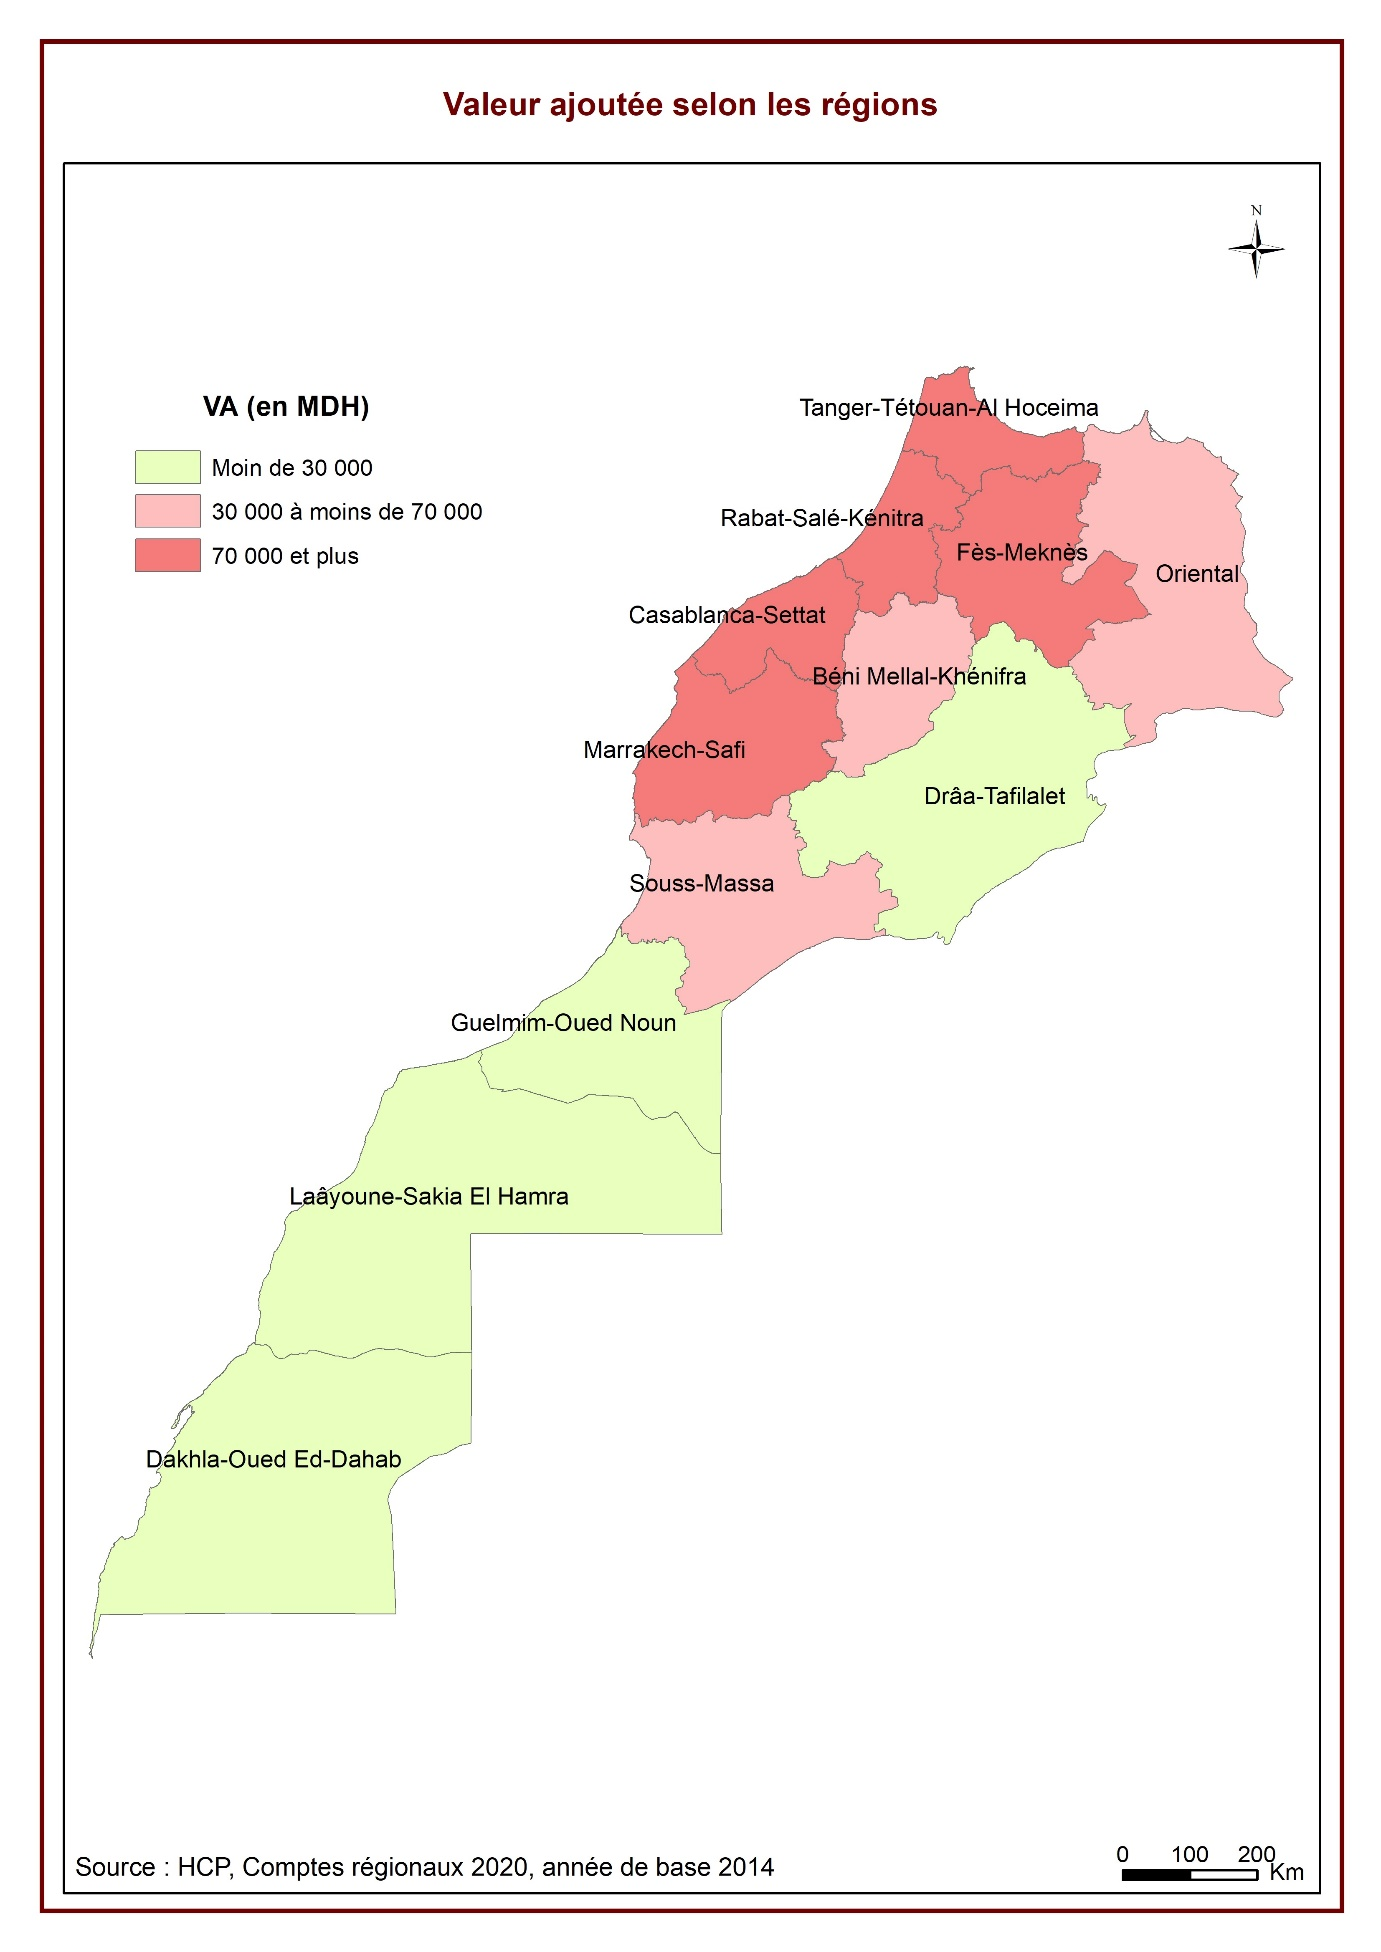 Valeur ajoutée selon les régions
N
VA (en MDH)
Moin de 30 000
30 000 à moins de 70 000
70 000 et plus
Tanger-Tétouan-Al Hoceima
Rabat-Salé-Kénitra
Fès-Meknès
Oriental
Casablanca-Settat
Béni Mellal-Khénifra
Marrakech-Safi
Drâa-Tafilalet
Souss-Massa
Guelmim-Oued Noun
Laâyoune-Sakia El Hamra
Dakhla-Oued Ed-Dahab
Source : HCP, Comptes régionaux 2020, année de base 2014
0 100 200
Km